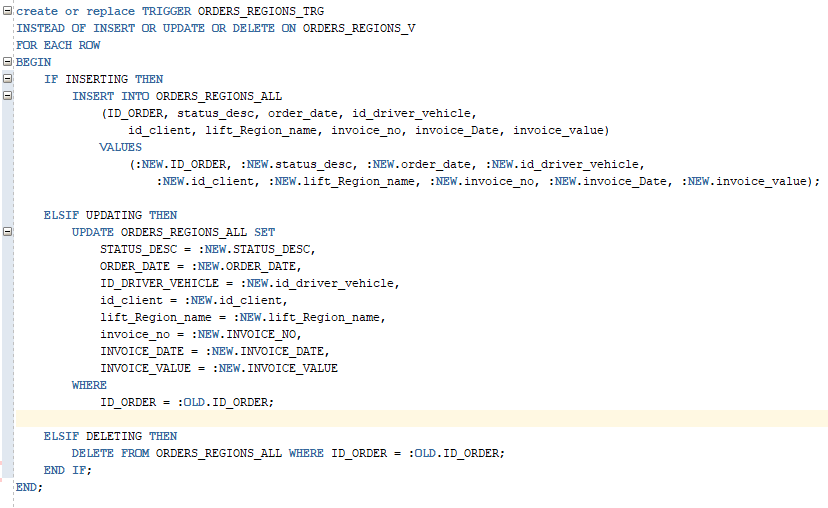 create or replace TRIGGER ORDERS_REGIONS_TRG
INSTEAD OF INSERT OR UPDATE OR DELETE ON ORDERS_REGIONS_V
FOR EACH ROW
BEGIN
    IF INSERTING THEN
        INSERT INTO ORDERS_REGIONS_ALL
            (ID_ORDER, status_desc, order_date, id_driver_vehicle,
                id_client, lift_Region_name, invoice_no, invoice_Date, invoice_value)
            VALUES
                (:NEW.ID_ORDER, :NEW.status_desc, :NEW.order_date, :NEW.id_driver_vehicle,
                    :NEW.id_client, :NEW.lift_Region_name, :NEW.invoice_no, :NEW.invoice_Date, :NEW.invoice_value);
    ELSIF UPDATING THEN
        UPDATE ORDERS_REGIONS_ALL SET
            STATUS_DESC = :NEW.STATUS_DESC,
            ORDER_DATE = :NEW.ORDER_DATE,
            ID_DRIVER_VEHICLE = :NEW.id_driver_vehicle,
            id_client = :NEW.id_client,
            lift_Region_name = :NEW.lift_Region_name,
            invoice_no = :NEW.INVOICE_NO,
            INVOICE_DATE = :NEW.INVOICE_DATE,
            INVOICE_VALUE = :NEW.INVOICE_VALUE
        WHERE
            ID_ORDER = :OLD.ID_ORDER;
    ELSIF DELETING THEN
        DELETE FROM ORDERS_REGIONS_ALL WHERE ID_ORDER = :OLD.ID_ORDER;
    END IF;
END;